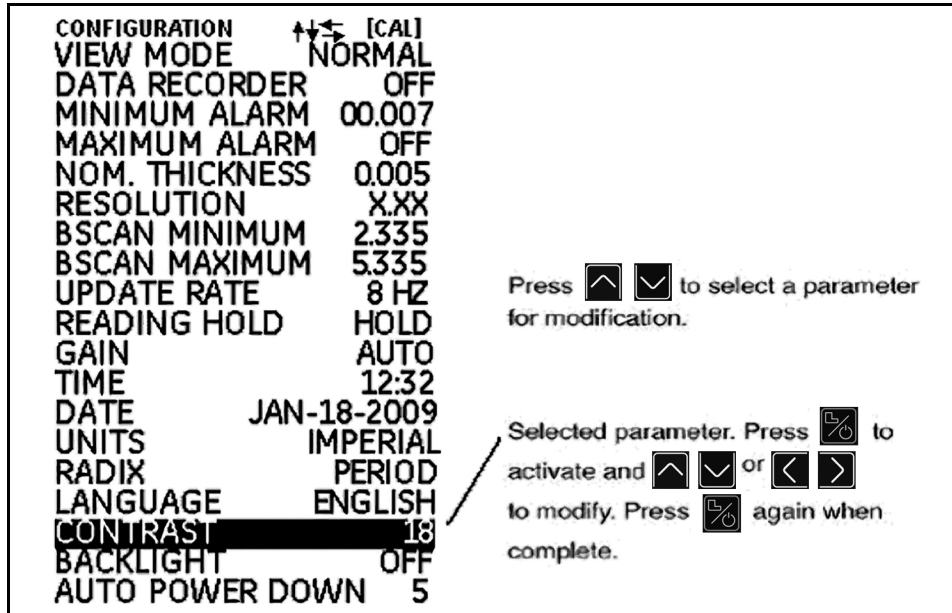 CONFIGURATION [CAL]
VIEW MODE NORMAL
DATA RECORDER OFF
MINIMUM ALARM 00.007
MAXIMUM ALARM OFF
NOM. THICKNESS 0.005
RESOLUTION X.XX
BSCAN MINIMUM 2.335
BSCAN MAXIMUM 5.335
UPDATE RATE 8 HZ
READING HOLD HOLD
GAIN AUTO
TIME 12:32
DATE JAN-18-2009
UNITS IMPERIAL
RADIX PERIOD
LANGUAGE ENGLISH
CONTRAST 18
BACKLIGHT OFF
AUTO POWER DOWN 5
Press to select a parameter
for modification.
Selected parameter. Press to
activate and or
to modify. Press again when
complete.